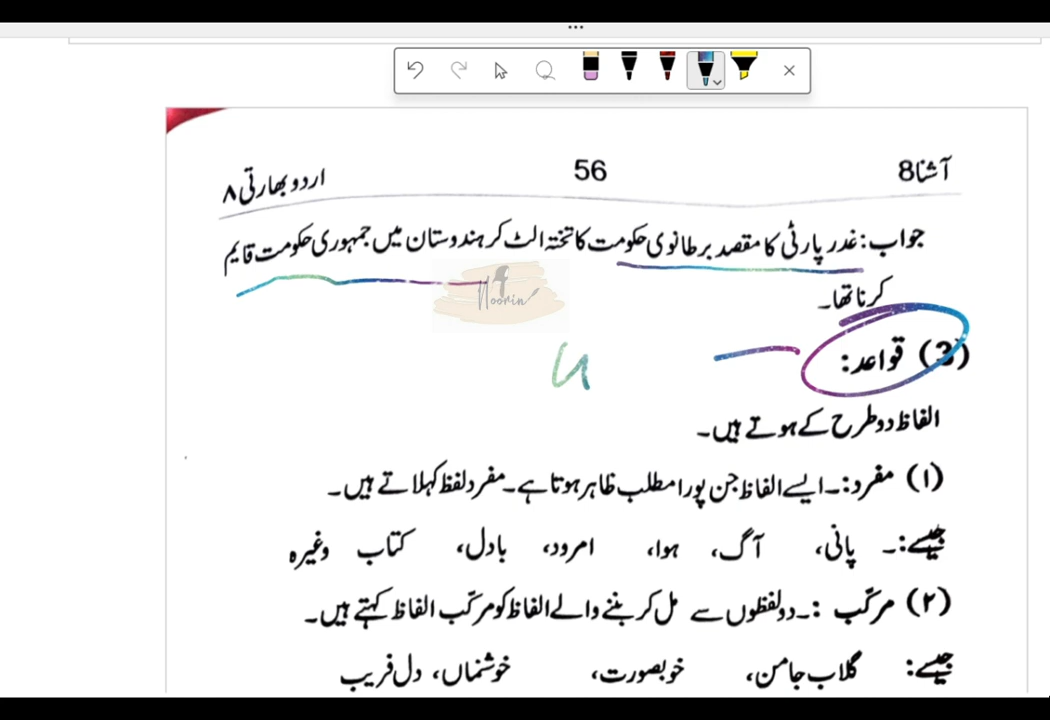 آشنا8 56 اردو بھارتی ۸
جواب: غدر پارٹی کا مقصد برطانوی حکومت کا تختہ الٹ کر ہندوستان میں جمہوری حکومت قایم
کرنا تھا۔
Noorin
(3) قواعد:
الفاظ دو طرح کے ہوتے ہیں۔
(۱) مفرد:۔ ایسے الفاظ جن پورا مطلب ظاہر ہوتا ہے۔ مفرد لفظ کہلاتے ہیں۔
جیسے:۔ پانی، آگ، ہوا، امرود، بادل، کتاب وغیرہ
(۲) مرکّب :۔ دو لفظوں سے مل کر بننے والے الفاظ کو مرکّب الفاظ کہتے ہیں۔
جیسے: گلاب جامن، خوبصورت، خوشنماں، دل فریب